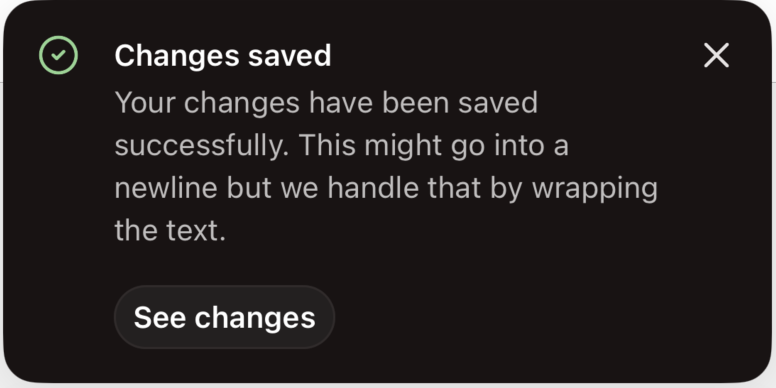 Changes saved
Your changes have been saved
successfully. This might go into a
newline but we handle that by wrapping
the text.
See changes